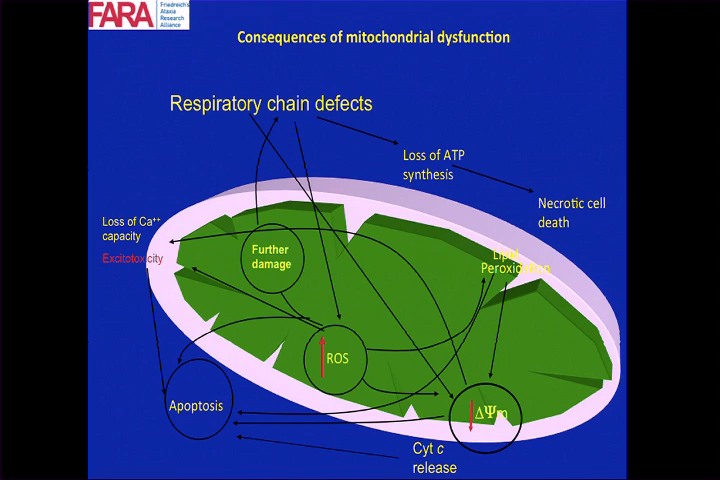 FARA
Friedreich's
Ataxia
Research
Alliance
Consequences of mitochondrial dysfunction
Respiratory chain defects
Loss of ATP
synthesis
Necrotic cell
death
Loss of Ca⁺⁺
capacity
Excitotoxicity
Further
damage
Lipid
Peroxidation
ROS
ΔΨm
Apoptosis
Cyt c
release